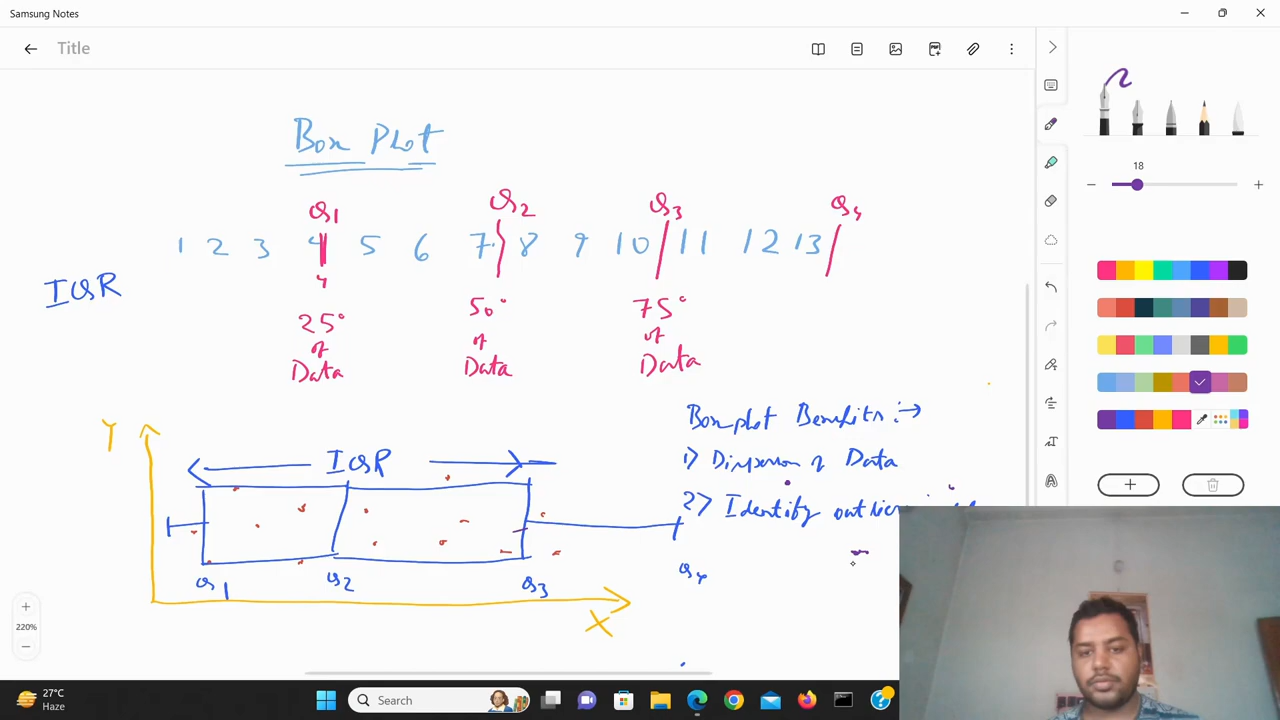 Samsung Notes
Title
Box Plot
Q1 Q2 Q3 Q4
1 2 3 4 5 6 7 8 9 10 11 12 13
4
IQR
25° 50° 75°
of of of
Data Data Data
Y
IQR
Q1 Q2 Q3 Q4
X
Boxplot Benefits :→
1) Dispersion of Data
2) Identify
18
220%
27°C
Haze
Search